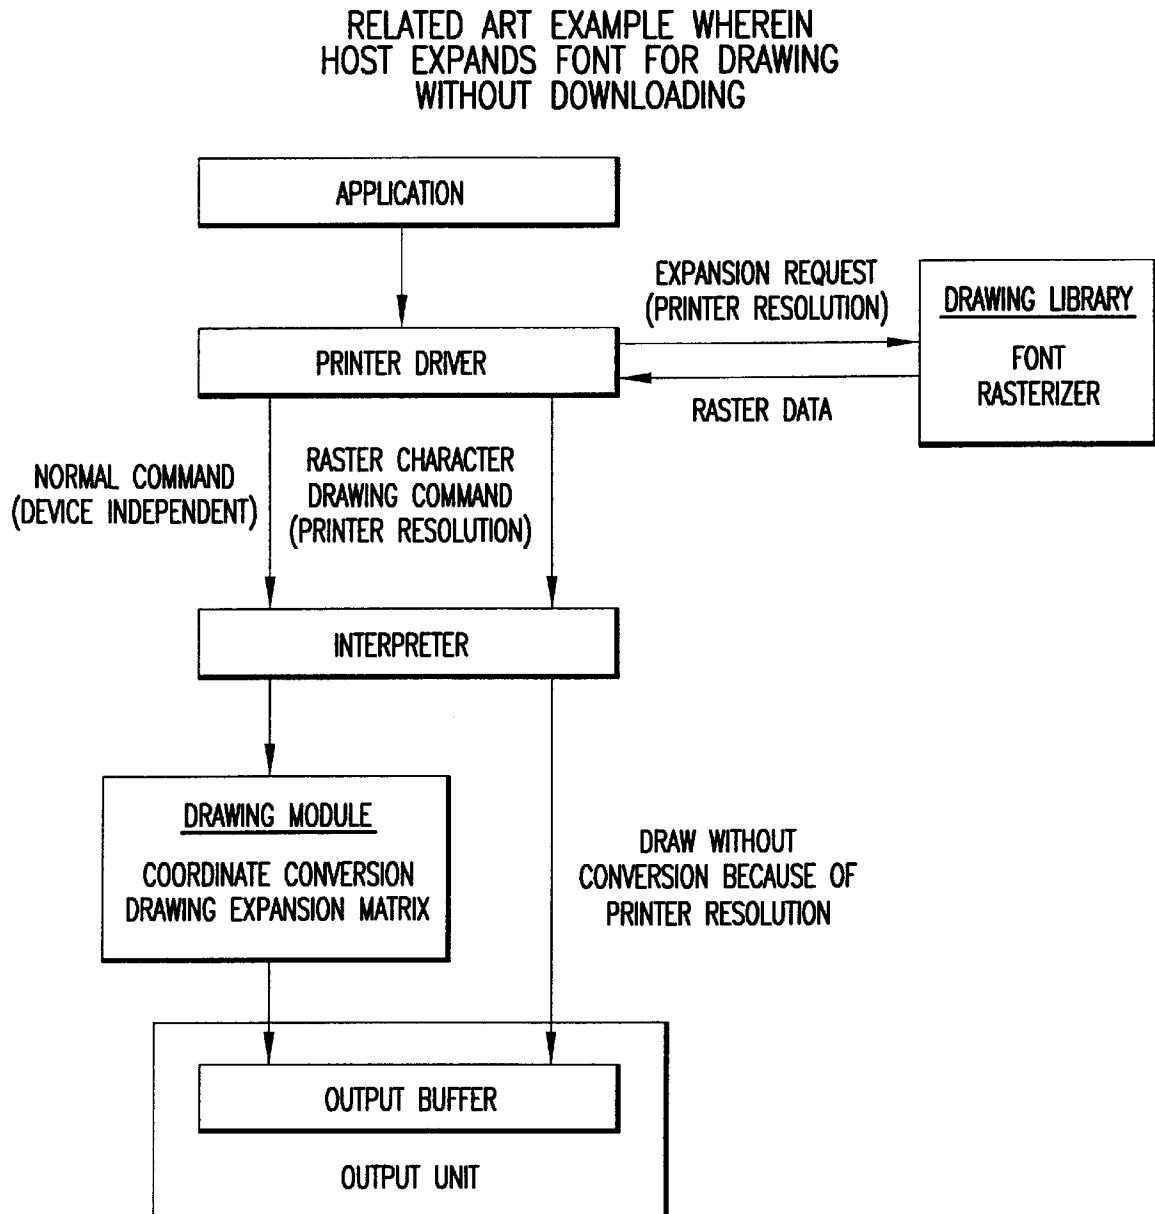 RELATED ART EXAMPLE WHEREIN
HOST EXPANDS FONT FOR DRAWING
WITHOUT DOWNLOADING
APPLICATION
EXPANSION REQUEST
(PRINTER RESOLUTION)
DRAWING LIBRARY
FONT
RASTERIZER
PRINTER DRIVER
RASTER DATA
NORMAL COMMAND
(DEVICE INDEPENDENT)
RASTER CHARACTER
DRAWING COMMAND
(PRINTER RESOLUTION)
INTERPRETER
DRAWING MODULE
COORDINATE CONVERSION
DRAWING EXPANSION MATRIX
DRAW WITHOUT
CONVERSION BECAUSE OF
PRINTER RESOLUTION
OUTPUT BUFFER
OUTPUT UNIT